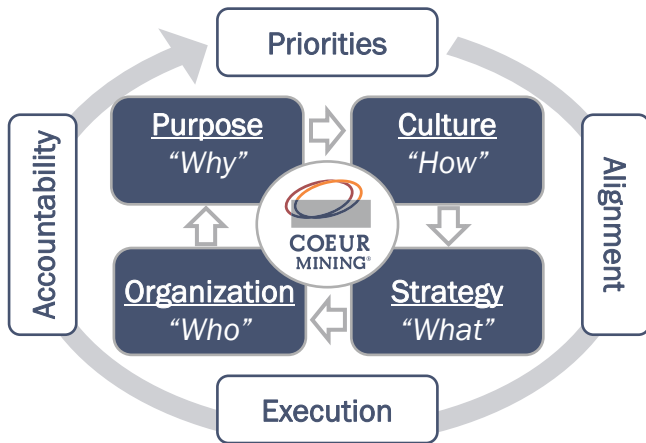 Priorities
Purpose
“Why”
Culture
“How”
Accountability
Alignment
COEUR
MINING®
Organization
“Who”
Strategy
“What”
Execution